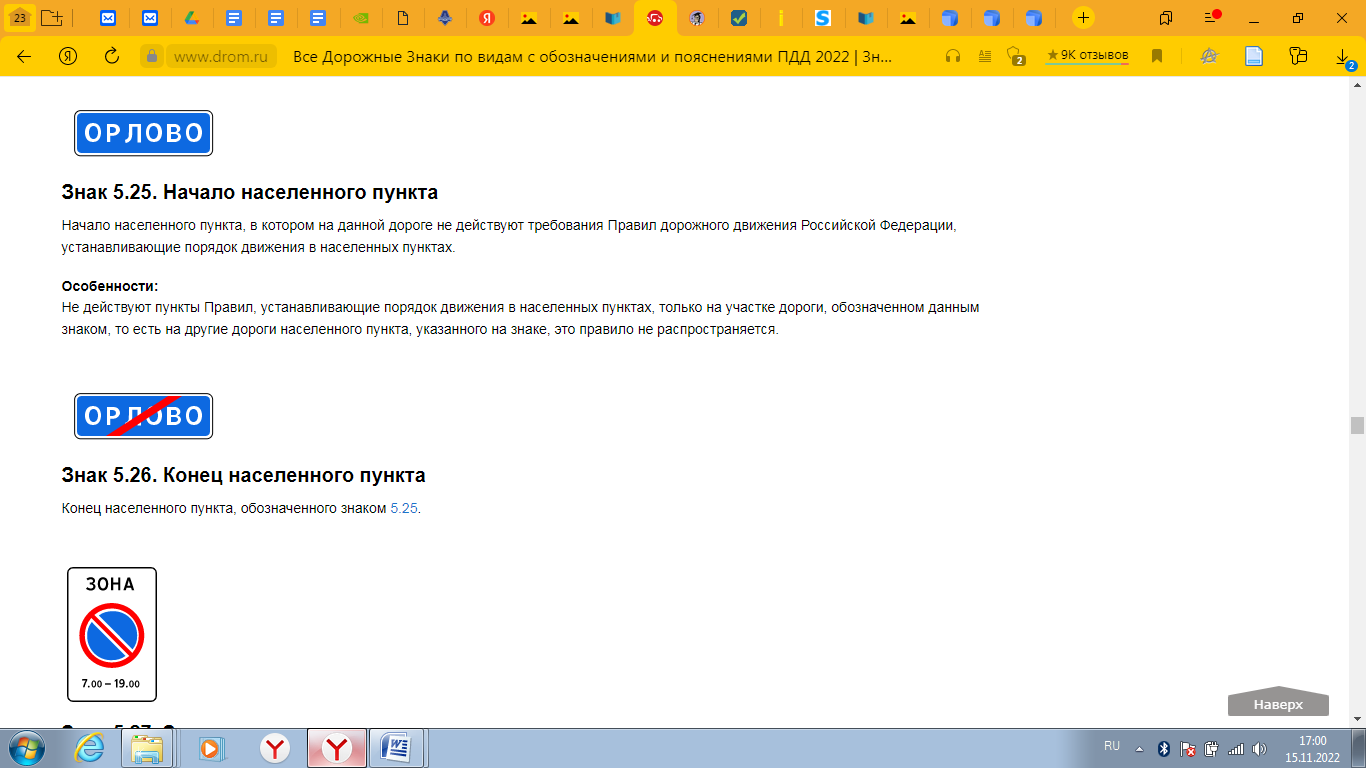 23
www.drom.ru
Все Дорожные Знаки по видам с обозначениями и пояснениями ПДД 2022 | Зн...
2
★ 9К отзывов
2
ОРЛОВО
Знак 5.25. Начало населенного пункта
Начало населенного пункта, в котором на данной дороге не действуют требования Правил дорожного движения Российской Федерации,
устанавливающие порядок движения в населенных пунктах.
Особенности:
Не действуют пункты Правил, устанавливающие порядок движения в населенных пунктах, только на участке дороги, обозначенном данным
знаком, то есть на другие дороги населенного пункта, указанного на знаке, это правило не распространяется.
ОРЛОВО
Знак 5.26. Конец населенного пункта
Конец населенного пункта, обозначенного знаком 5.25.
ЗОНА
7.00 – 19.00
Наверх
RU
17:00
15.11.2022